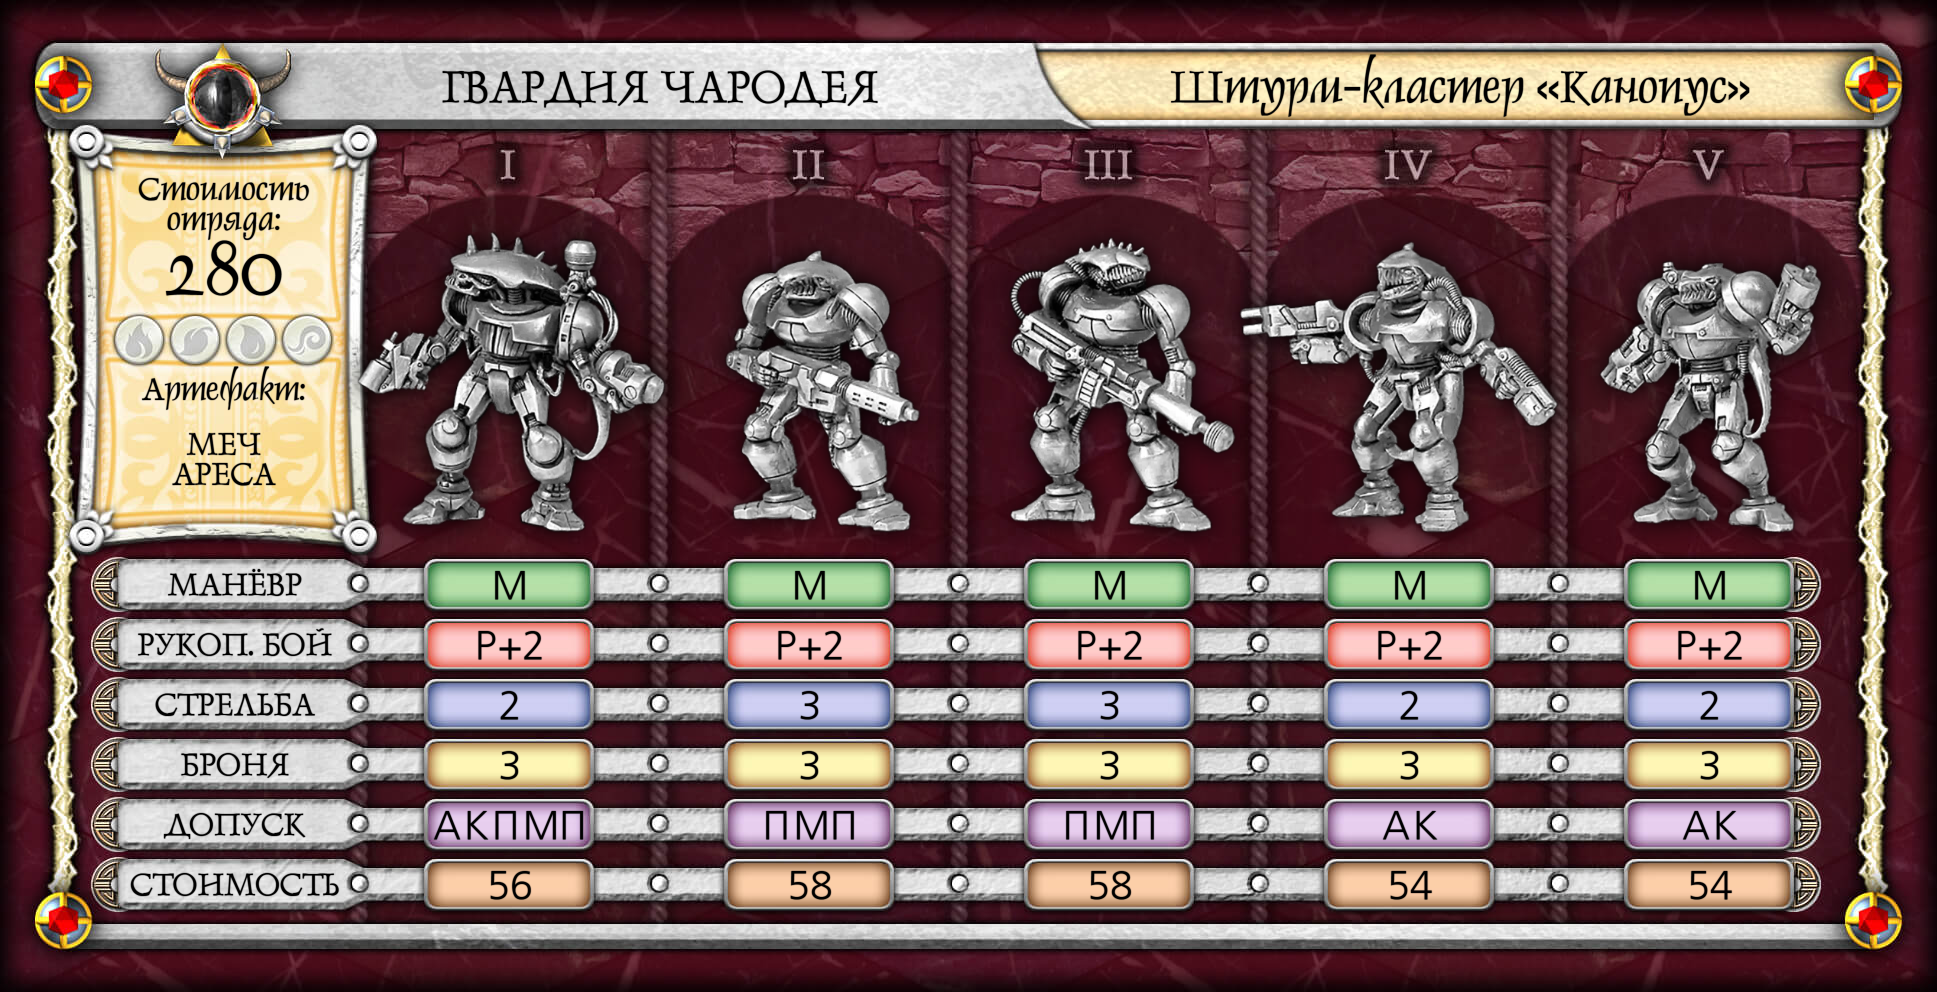 ГВАРДИЯ ЧАРОДЕЯ
Штурм-кластер «Канопус»
Стоимость
отряда:
280
Артефакт:
МЕЧ
АРЕСА
I II III IV V
МАНЁВР М М М М М
РУКОП. БОЙ Р+2 Р+2 Р+2 Р+2 Р+2
СТРЕЛЬБА 2 3 3 2 2
БРОНЯ 3 3 3 3 3
ДОПУСК АКПМП ПМП ПМП АК АК
СТОИМОСТЬ 56 58 58 54 54